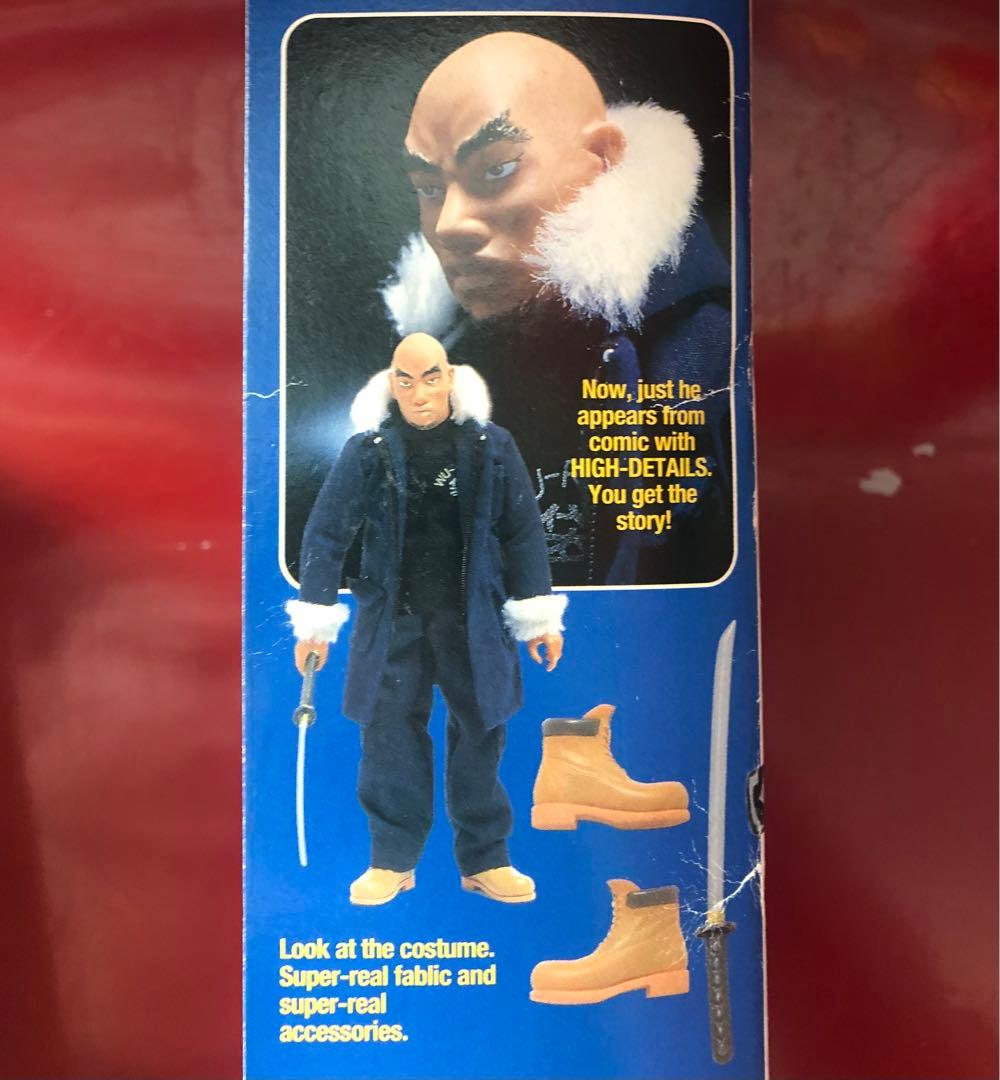 Now, just he
appears from
comic with
HIGH-DETAILS.
You get the
story!
WU-
Look at the costume.
Super-real fablic and
super-real
accessories.